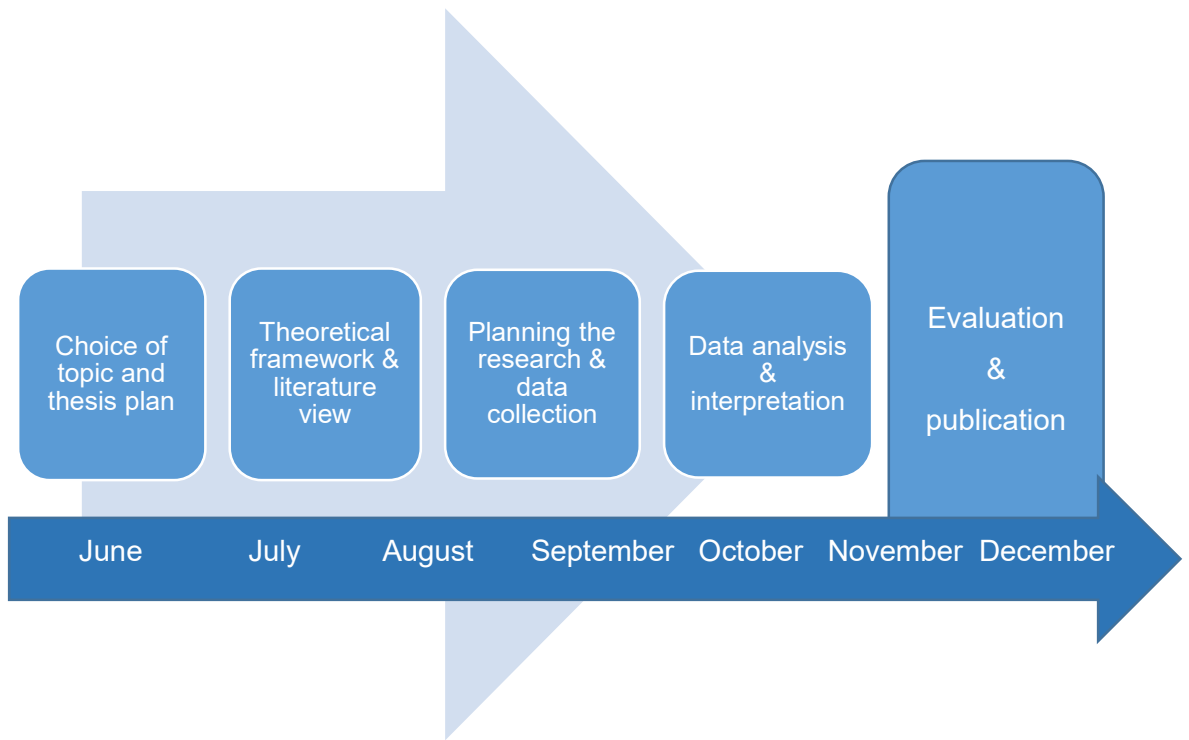 Choice of
topic and
thesis plan
Theoretical
framework &
literature
view
Planning the
research &
data
collection
Data analysis
&
interpretation
Evaluation
&
publication
June July August September October November December